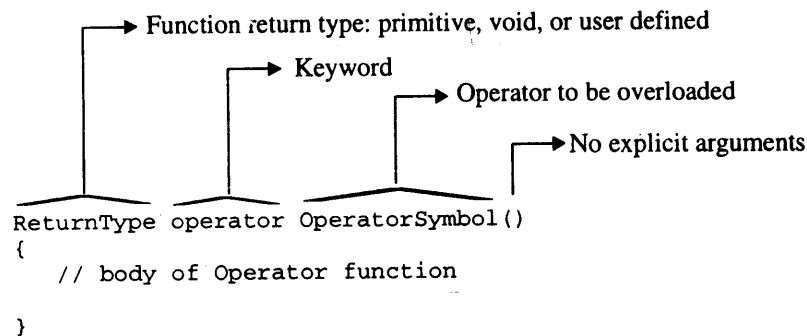 Function return type: primitive, void, or user defined
Keyword
Operator to be overloaded
No explicit arguments
ReturnType operator OperatorSymbol()
{
// body of Operator function
}